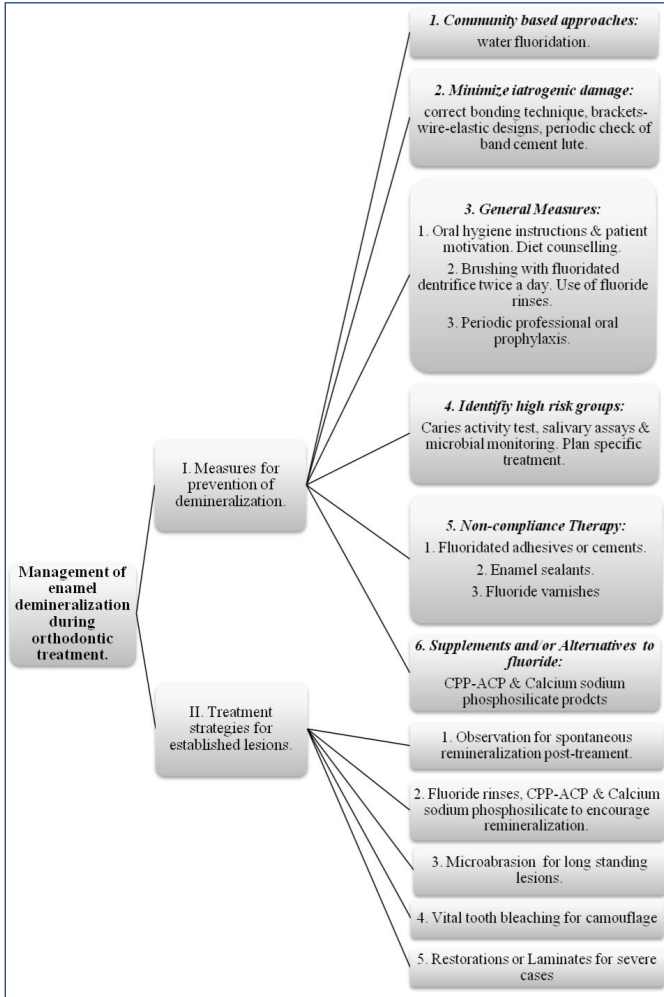 1. Community based approaches:
water fluoridation.
2. Minimize iatrogenic damage:
correct bonding technique, brackets-
wire-elastic designs, periodic check of
band cement lute.
3. General Measures:
1. Oral hygiene instructions & patient
motivation. Diet counselling.
2. Brushing with fluoridated
dentrifice twice a day. Use of fluoride
rinses.
3. Periodic professional oral
prophylaxis.
4. Identifiy high risk groups:
Caries activity test, salivary assays &
microbial monitoring. Plan specific
treatment.
I. Measures for
prevention of
demineralization.
5. Non-compliance Therapy:
1. Fluoridated adhesives or cements.
2. Enamel sealants.
3. Fluoride varnishes
Management of
enamel
demineralization
during
orthodontic
treatment.
6. Supplements and/or Alternatives to
fluoride:
CPP-ACP & Calcium sodium
phosphosilicate prodcts
II. Treatment
strategies for
established lesions.
1. Observation for spontaneous
remineralization post-treament.
2. Fluoride rinses, CPP-ACP & Calcium
sodium phosphosilicate to encourage
remineralization.
3. Microabrasion for long standing
lesions.
4. Vital tooth bleaching for camouflage
5. Restorations or Laminates for severe
cases